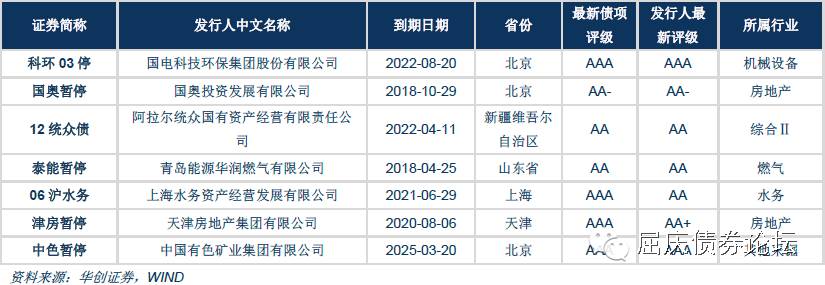 证券简称 发行人中文名称 到期日期 省份 最新债项评级 发行人最新评级 所属行业
科环 03 停 国电科技环保集团股份有限公司 2022-08-20 北京 AAA AAA 机械设备
国奥暂停 国奥投资发展有限公司 2018-10-29 北京 AA- AA- 房地产
12 统众债 阿拉尔统众国有资产经营有限责任公司 2022-04-11 新疆维吾尔自治区 AA AA 综合Ⅱ
泰能暂停 青岛能源华润燃气有限公司 2018-04-25 山东省 AA AA 燃气
06 沪水务 上海水务资产经营发展有限公司 2021-06-29 上海 AAA AA 水务
津房暂停 天津房地产集团有限公司 2020-08-06 天津 AAA AA+ 房地产
中色暂停 中国有色矿业集团有限公司 2025-03-20 北京
屈庆债券论坛
资料来源：华创证券，WIND